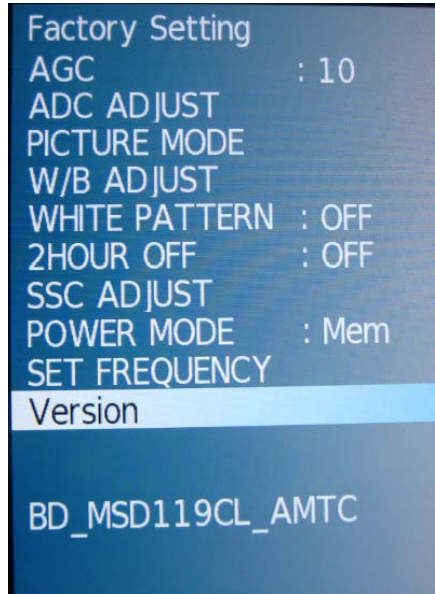 Factory Setting
AGC : 10
ADC ADJUST
PICTURE MODE
W/B ADJUST
WHITE PATTERN : OFF
2HOUR OFF : OFF
SSC ADJUST
POWER MODE : Mem
SET FREQUENCY
Version
BD_MSD119CL_AMTC